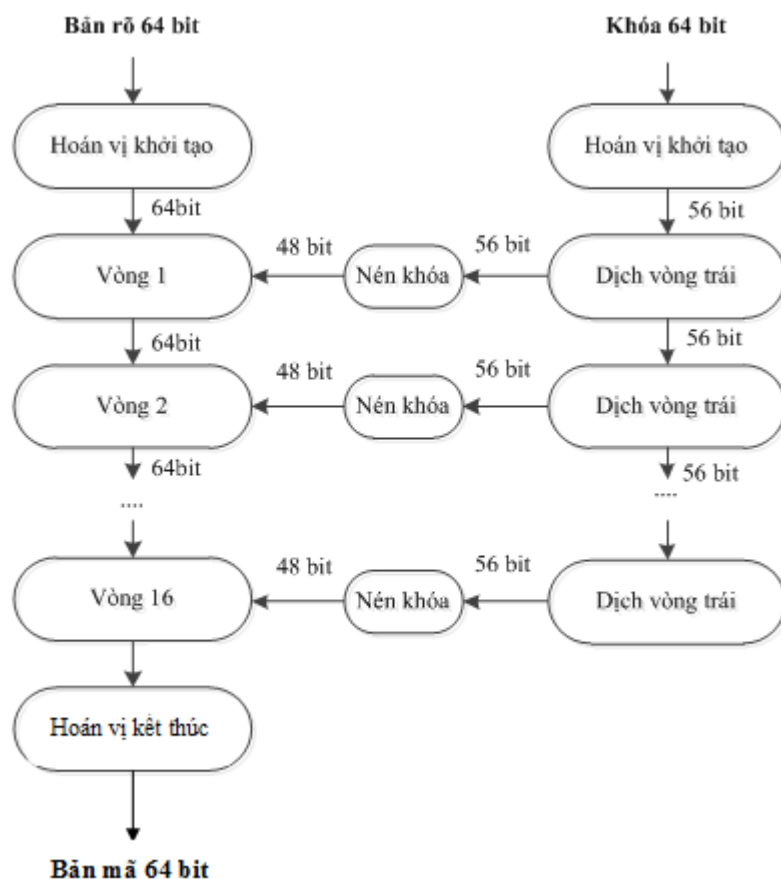 Bản rõ 64 bit
Khóa 64 bit
Hoán vị khởi tạo
Hoán vị khởi tạo
64bit
56 bit
Vòng 1
48 bit
Nén khóa
56 bit
Dịch vòng trái
64bit
56 bit
Vòng 2
48 bit
Nén khóa
56 bit
Dịch vòng trái
64bit
56 bit
....
....
Vòng 16
48 bit
Nén khóa
56 bit
Dịch vòng trái
Hoán vị kết thúc
Bản mã 64 bit